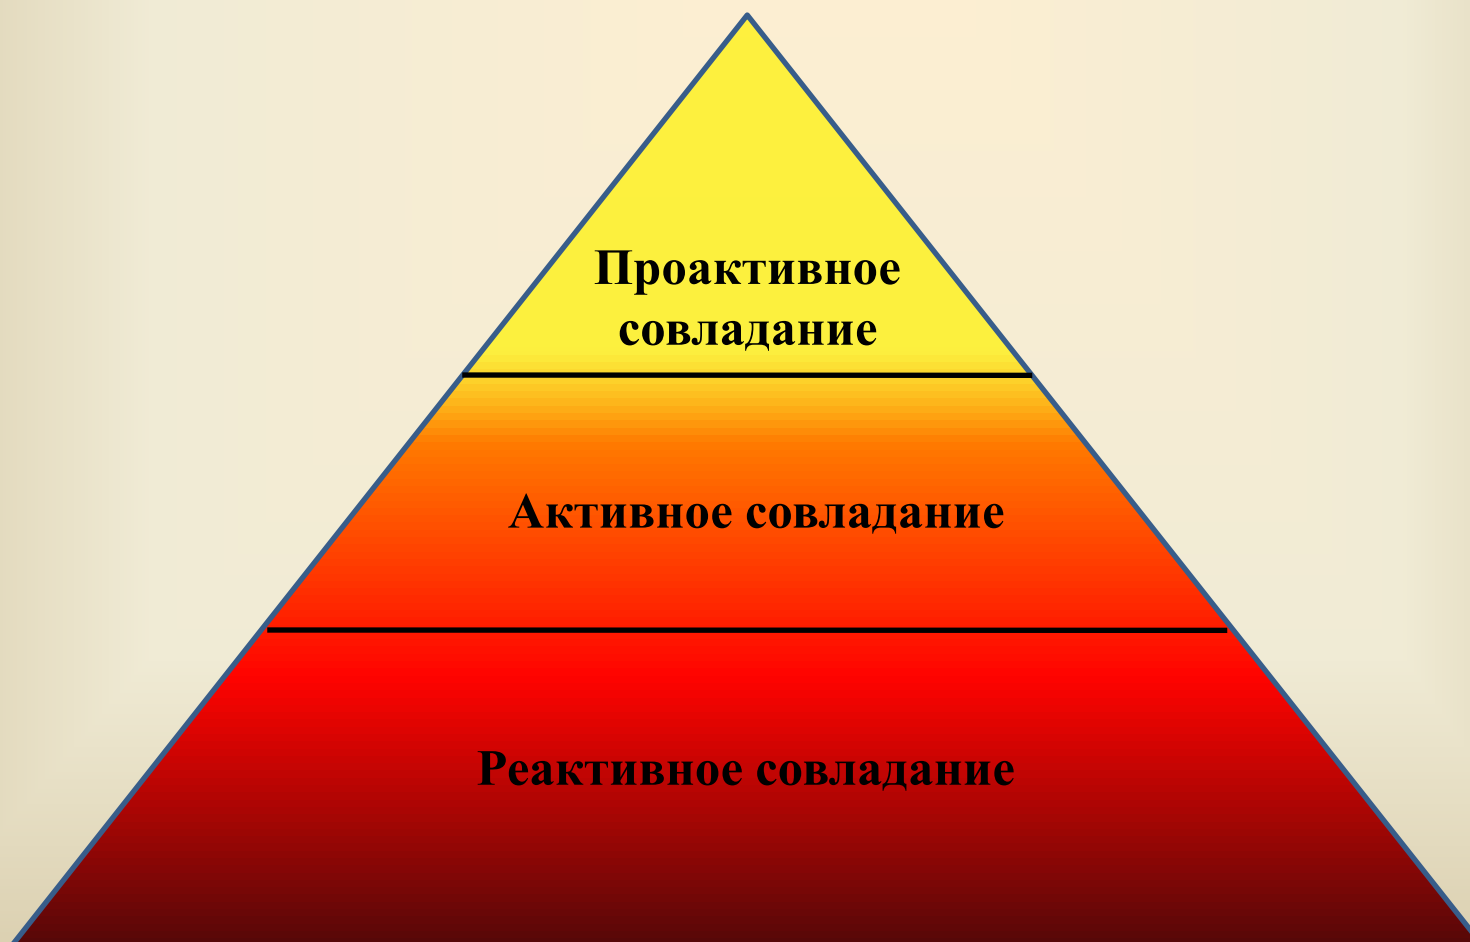 Проактивное
совладание
Активное совладание
Реактивное совладание